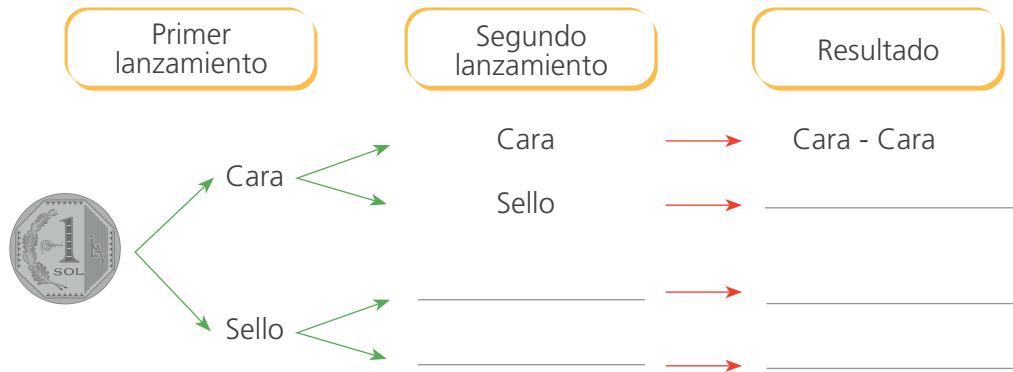 Primer
lanzamiento
Segundo
lanzamiento
Resultado
Cara
Cara
Cara - Cara
Sello
1
SOL
Sello